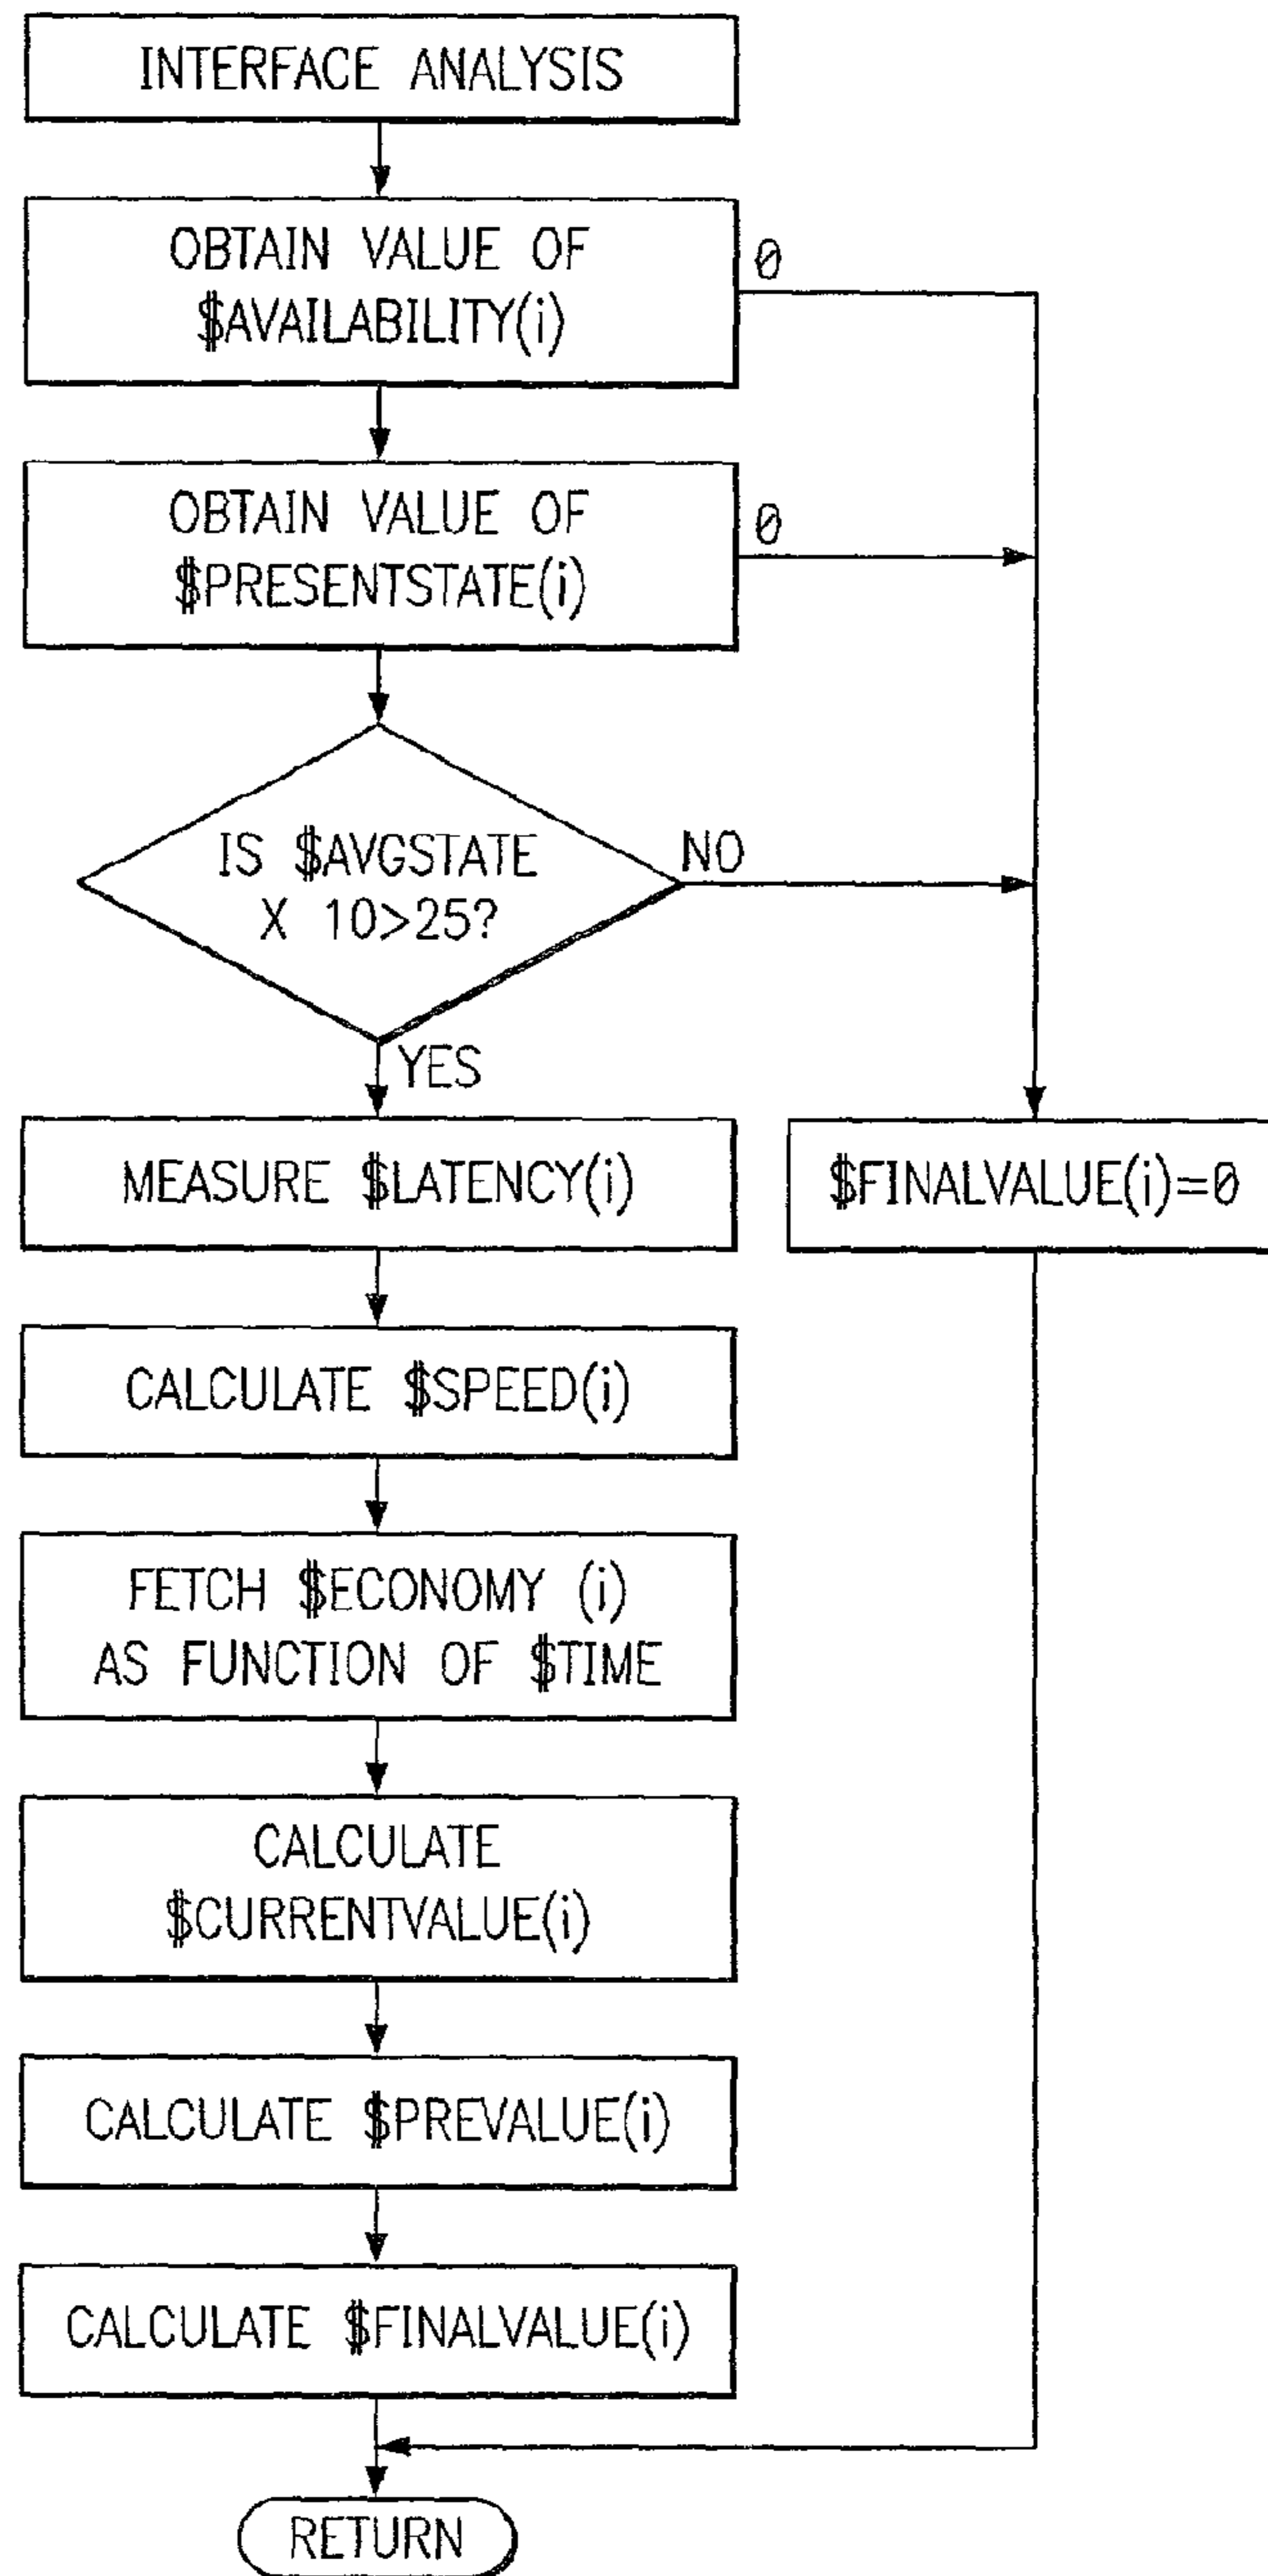 INTERFACE ANALYSIS
OBTAIN VALUE OF
$AVAILABILITY(i)
0
OBTAIN VALUE OF
$PRESENTSTATE(i)
0
IS $AVGSTATE
X 10>25?
NO
YES
MEASURE $LATENCY(i)
$FINALVALUE(i)=0
CALCULATE $SPEED(i)
FETCH $ECONOMY (i)
AS FUNCTION OF $TIME
CALCULATE
$CURRENTVALUE(i)
CALCULATE $PREVALUE(i)
CALCULATE $FINALVALUE(i)
RETURN